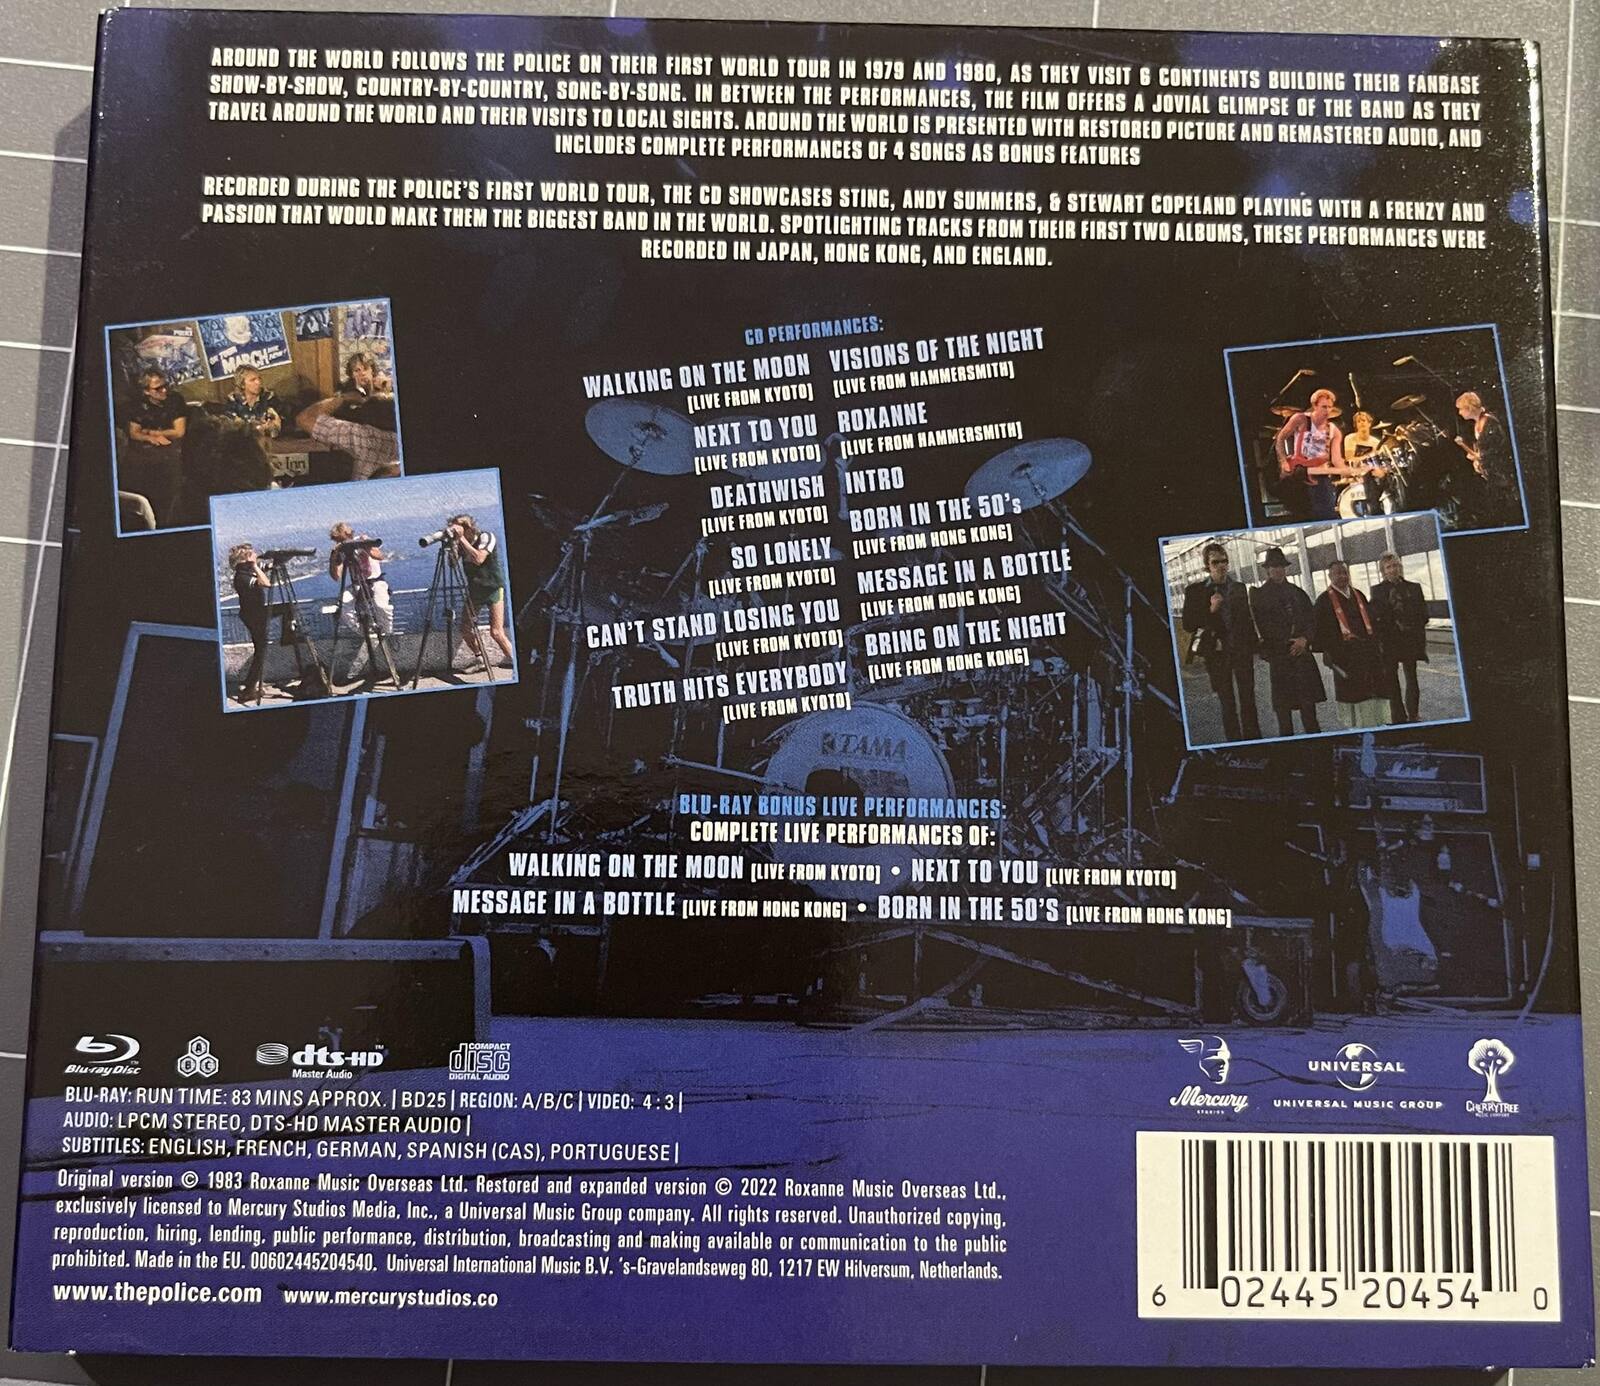 AROUND THE WORLD FOLLOWS THE POLICE ON THEIR FIRST WORLD TOUR IN 1979 AND 1980, AS THEY VISIT 6 CONTINENTS BUILDING THEIR FANBASE
SHOW-BY-SHOW, COUNTRY-BY-COUNTRY, SONG-BY-SONG. IN BETWEEN THE PERFORMANCES, THE FILM OFFERS A JOVIAL GLIMPSE OF THE BAND AS THEY
TRAVEL AROUND THE WORLD AND THEIR VISITS TO LOCAL SIGHTS. AROUND THE WORLD IS PRESENTED WITH RESTORED PICTURE AND REMASTERED AUDIO, AND
INCLUDES COMPLETE PERFORMANCES OF 4 SONGS AS BONUS FEATURES
RECORDED DURING THE POLICE'S FIRST WORLD TOUR, THE CD SHOWCASES STING, ANDY SUMMERS, & STEWART COPELAND PLAYING WITH A FRENZY AND
PASSION THAT WOULD MAKE THEM THE BIGGEST BAND IN THE WORLD. SPOTLIGHTING TRACKS FROM THEIR FIRST TWO ALBUMS, THESE PERFORMANCES WERE
RECORDED IN JAPAN, HONG KONG, AND ENGLAND.
MARCH
Inn
CD PERFORMANCES:
WALKING ON THE MOON
[LIVE FROM KYOTO]
NEXT TO YOU
[LIVE FROM KYOTO]
DEATHWISH
[LIVE FROM KYOTO]
SO LONELY
[LIVE FROM KYOTO]
CAN'T STAND LOSING YOU
[LIVE FROM KYOTO]
TRUTH HITS EVERYBODY
[LIVE FROM KYOTO]
VISIONS OF THE NIGHT
[LIVE FROM HAMMERSMITH]
ROXANNE
[LIVE FROM HAMMERSMITH]
INTRO
BORN IN THE 50's
[LIVE FROM HONG KONG]
MESSAGE IN A BOTTLE
[LIVE FROM HONG KONG]
BRING ON THE NIGHT
[LIVE FROM HONG KONG]
TAMA
Marshall
BLU-RAY BONUS LIVE PERFORMANCES:
COMPLETE LIVE PERFORMANCES OF:
WALKING ON THE MOON [LIVE FROM KYOTO] • NEXT TO YOU [LIVE FROM KYOTO]
MESSAGE IN A BOTTLE [LIVE FROM HONG KONG] • BORN IN THE 50'S [LIVE FROM HONG KONG]
Blu-ray Disc™
A B C
dts-HD™
Master Audio
COMPACT
disc
DIGITAL AUDIO
BLU-RAY: RUN TIME: 83 MINS APPROX. | BD25 | REGION: A/B/C | VIDEO: 4:3 |
AUDIO: LPCM STEREO, DTS-HD MASTER AUDIO |
SUBTITLES: ENGLISH, FRENCH, GERMAN, SPANISH (CAS), PORTUGUESE |
Original version © 1983 Roxanne Music Overseas Ltd. Restored and expanded version © 2022 Roxanne Music Overseas Ltd.,
exclusively licensed to Mercury Studios Media, Inc., a Universal Music Group company. All rights reserved. Unauthorized copying,
reproduction, hiring, lending, public performance, distribution, broadcasting and making available or communication to the public
prohibited. Made in the EU. 00602445204540. Universal International Music B.V. 's-Gravelandseweg 80, 1217 EW Hilversum, Netherlands.
www.thepolice.com www.mercurystudios.co
Mercury
STUDIOS
UNIVERSAL
UNIVERSAL MUSIC GROUP
CHERRYTREE
MUSIC COMPANY
6 02445 20454 0